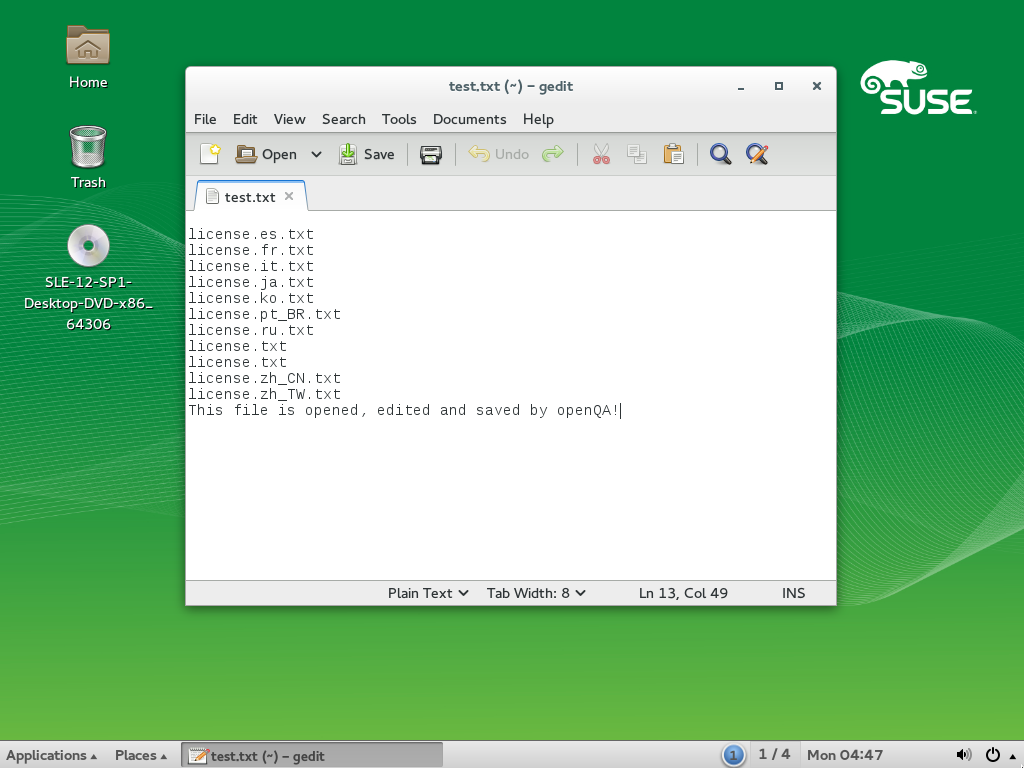 Home
Trash
SLE-12-SP1-
Desktop-DVD-x86_
64306
SUSE
test.txt (~) – gedit
File Edit View Search Tools Documents Help
Open Save Undo
test.txt
license.es.txt
license.fr.txt
license.it.txt
license.ja.txt
license.ko.txt
license.pt_BR.txt
license.ru.txt
license.txt
license.txt
license.zh_CN.txt
license.zh_TW.txt
This file is opened, edited and saved by openQA!
Plain Text Tab Width: 8 Ln 13, Col 49 INS
Applications Places test.txt (~) – gedit 1 1 / 4 Mon 04:47